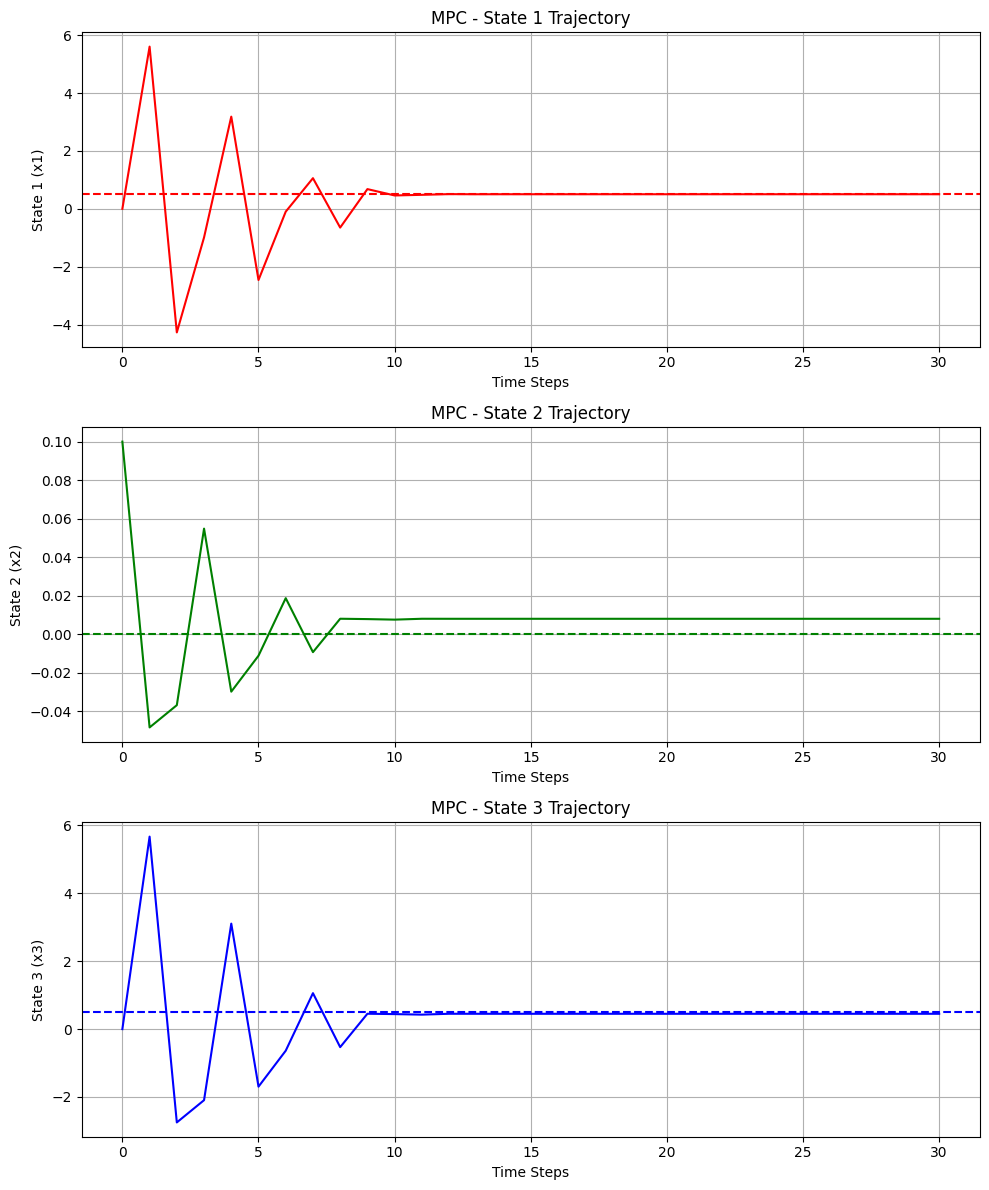 MPC - State 1 Trajectory
6
4
2
0
−2
−4
State 1 (x1)
0 5 10 15 20 25 30
Time Steps
MPC - State 2 Trajectory
0.10
0.08
0.06
0.04
0.02
0.00
−0.02
−0.04
State 2 (x2)
0 5 10 15 20 25 30
Time Steps
MPC - State 3 Trajectory
6
4
2
0
−2
State 3 (x3)
0 5 10 15 20 25 30
Time Steps